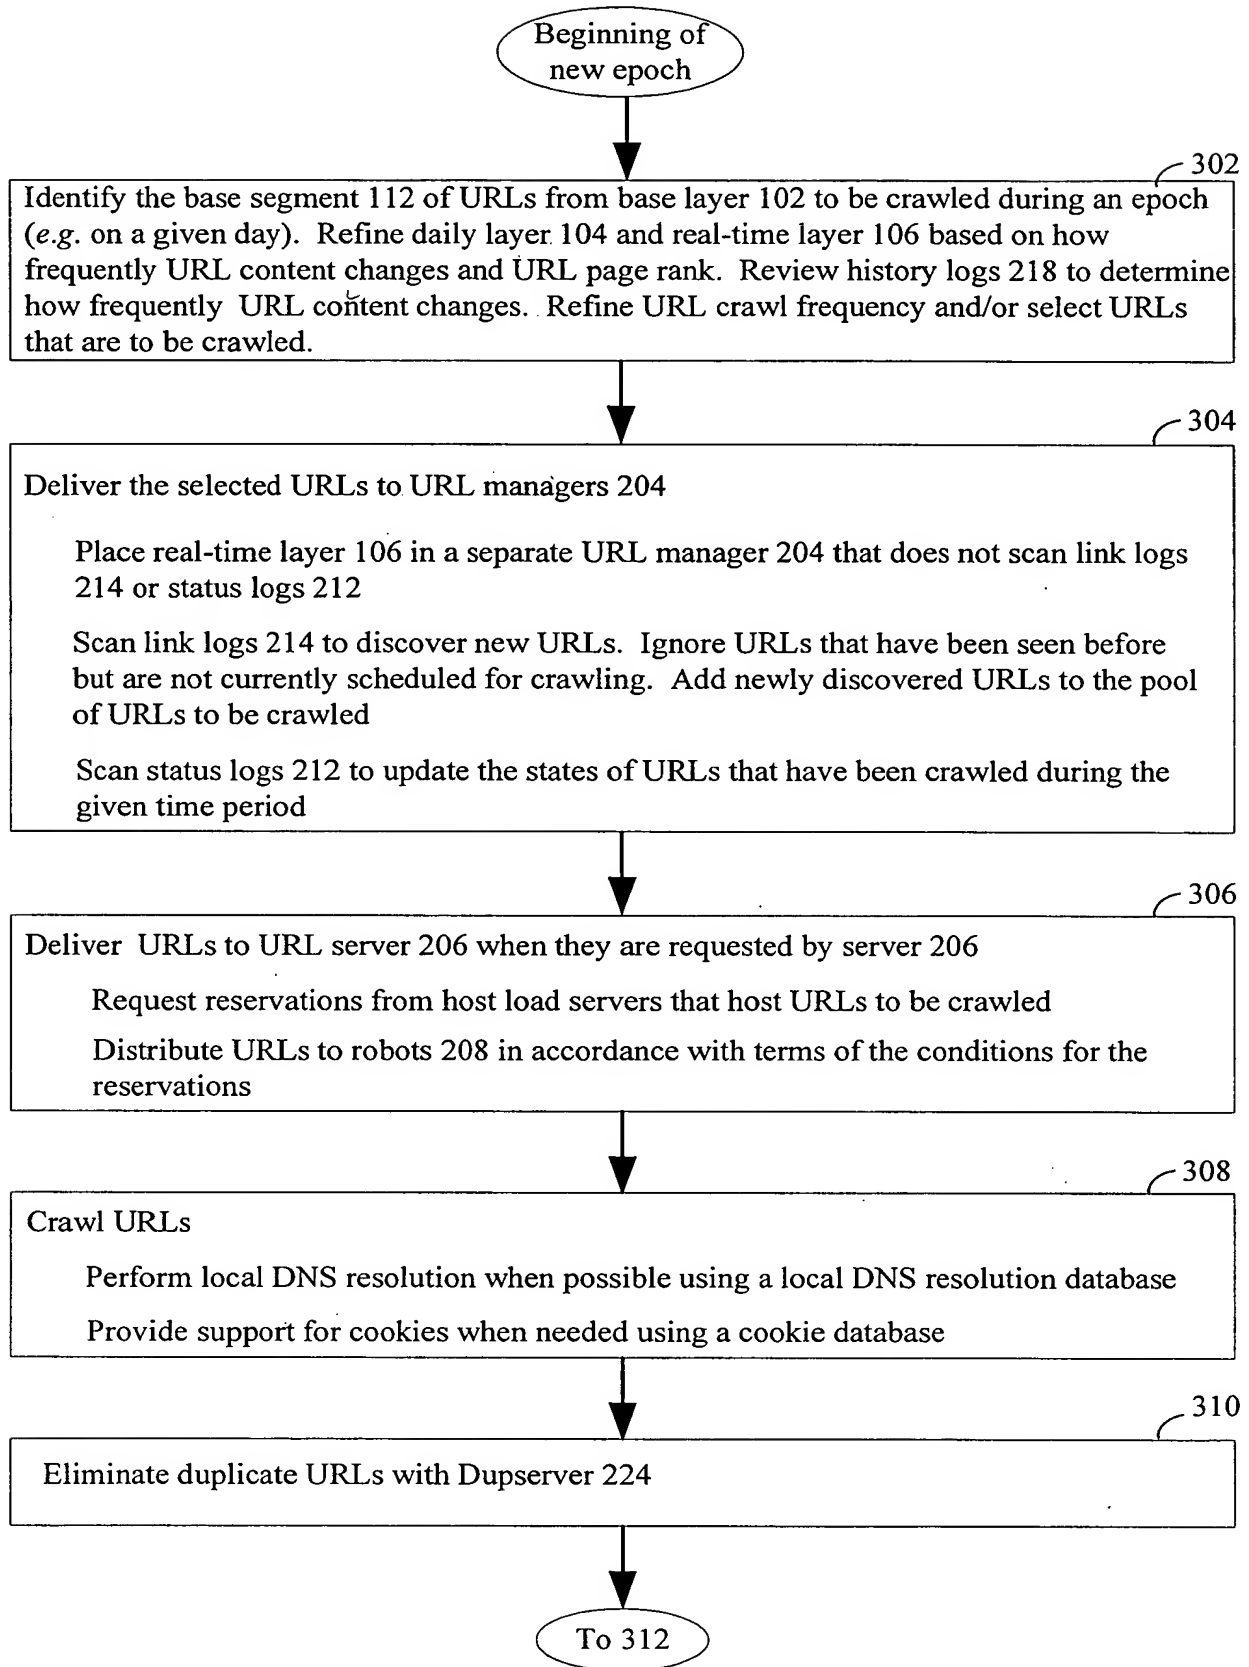 Beginning of
new epoch
302
Identify the base segment 112 of URLs from base layer 102 to be crawled during an epoch
(e.g. on a given day). Refine daily layer 104 and real-time layer 106 based on how
frequently URL content changes and URL page rank. Review history logs 218 to determine
how frequently URL content changes. Refine URL crawl frequency and/or select URLs
that are to be crawled.
304
Deliver the selected URLs to URL managers 204
Place real-time layer 106 in a separate URL manager 204 that does not scan link logs
214 or status logs 212
Scan link logs 214 to discover new URLs. Ignore URLs that have been seen before
but are not currently scheduled for crawling. Add newly discovered URLs to the pool
of URLs to be crawled
Scan status logs 212 to update the states of URLs that have been crawled during the
given time period
306
Deliver URLs to URL server 206 when they are requested by server 206
Request reservations from host load servers that host URLs to be crawled
Distribute URLs to robots 208 in accordance with terms of the conditions for the
reservations
308
Crawl URLs
Perform local DNS resolution when possible using a local DNS resolution database
Provide support for cookies when needed using a cookie database
310
Eliminate duplicate URLs with Dupserver 224
To 312